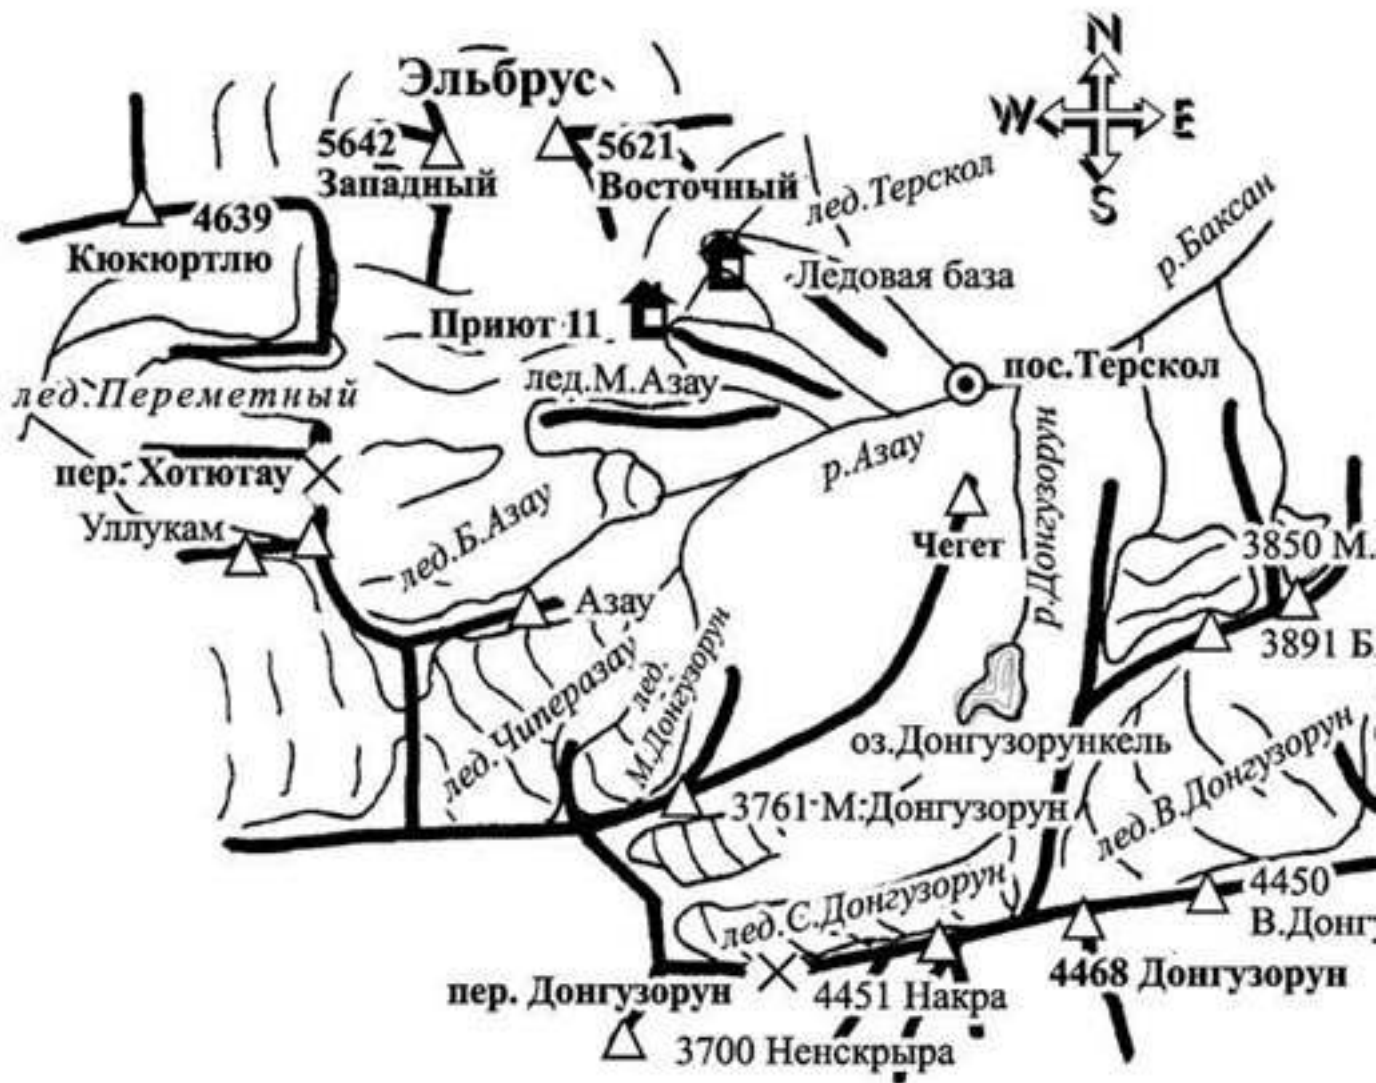 N
Эльбрус
W
E
5642
5621
Западный
Восточный
S
лед.Терскол
р.Баксан
4639
Кюкюртлю
Ледовая база
Приют 11
пос.Терскол
лед.М.Азау
лед.Переметный
р.Азау
р.Донгузорун
пер. Хотютау
Уллукам
лед.Б.Азау
Чегет
3850 М.
Азау
3891 Б.
лед.Чиперазау
лед.
М.Донгузорун
оз.Донгузорункель
3761 М.Донгузорун
лед.В.Донгузорун
лед.С.Донгузорун
4450
В.Донгу
пер. Донгузорун
4451 Накра
4468 Донгузорун
3700 Ненскрыра